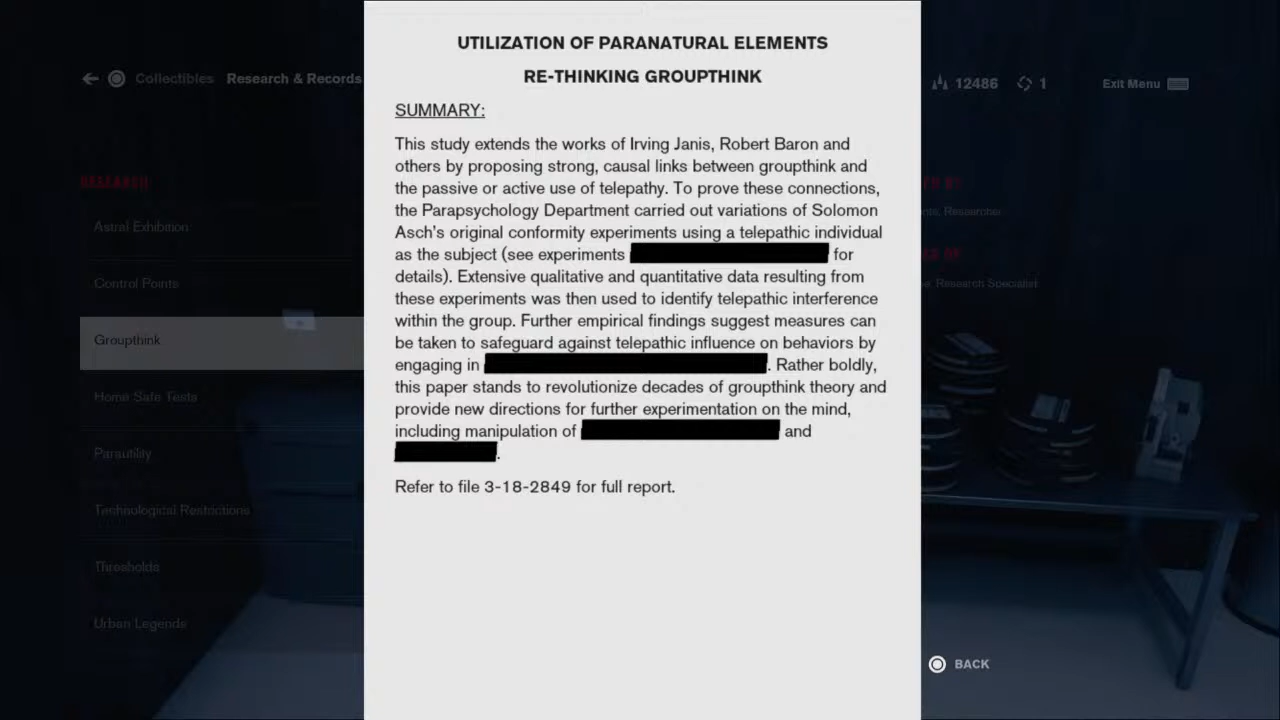 UTILIZATION OF PARANATURAL ELEMENTS
RE-THINKING GROUPTHINK
Collectibles Research & Records
12486 1 Exit Menu
SUMMARY:
This study extends the works of Irving Janis, Robert Baron and
others by proposing strong, causal links between groupthink and
the passive or active use of telepathy. To prove these connections,
the Parapsychology Department carried out variations of Solomon
Asch's original conformity experiments using a telepathic individual
as the subject (see experiments for
details). Extensive qualitative and quantitative data resulting from
these experiments was then used to identify telepathic interference
within the group. Further empirical findings suggest measures can
be taken to safeguard against telepathic influence on behaviors by
engaging in . Rather boldly,
this paper stands to revolutionize decades of groupthink theory and
provide new directions for further experimentation on the mind,
including manipulation of and
.
Refer to file 3-18-2849 for full report.
RESEARCH
Astral Exhibition
Control Points
Groupthink
Home Safe Tests
Parautility
Technological Restrictions
Thresholds
Urban Legends
Researcher
Research Specialist
BACK